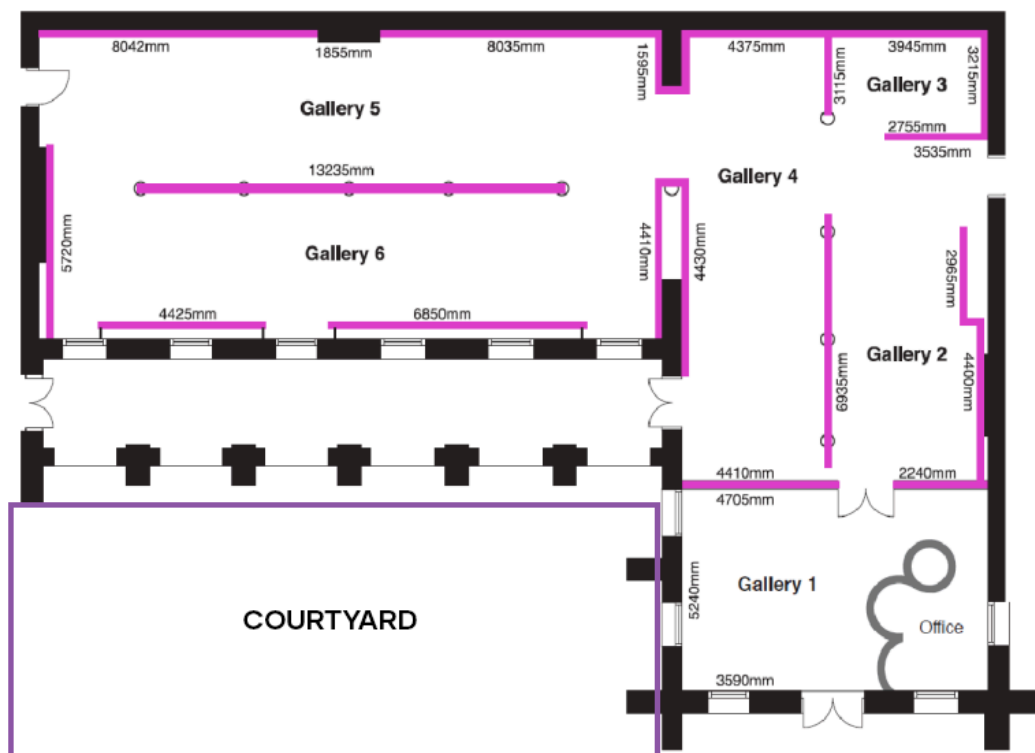 8042mm
1855mm
8035mm
1595mm
4375mm
3945mm
3115mm
3215mm
Gallery 3
Gallery 5
2755mm
3535mm
13235mm
Gallery 4
5720mm
Gallery 6
4410mm
4430mm
2965mm
4425mm
6850mm
Gallery 2
6935mm
4400mm
4410mm
2240mm
4705mm
Gallery 1
5240mm
COURTYARD
Office
3590mm